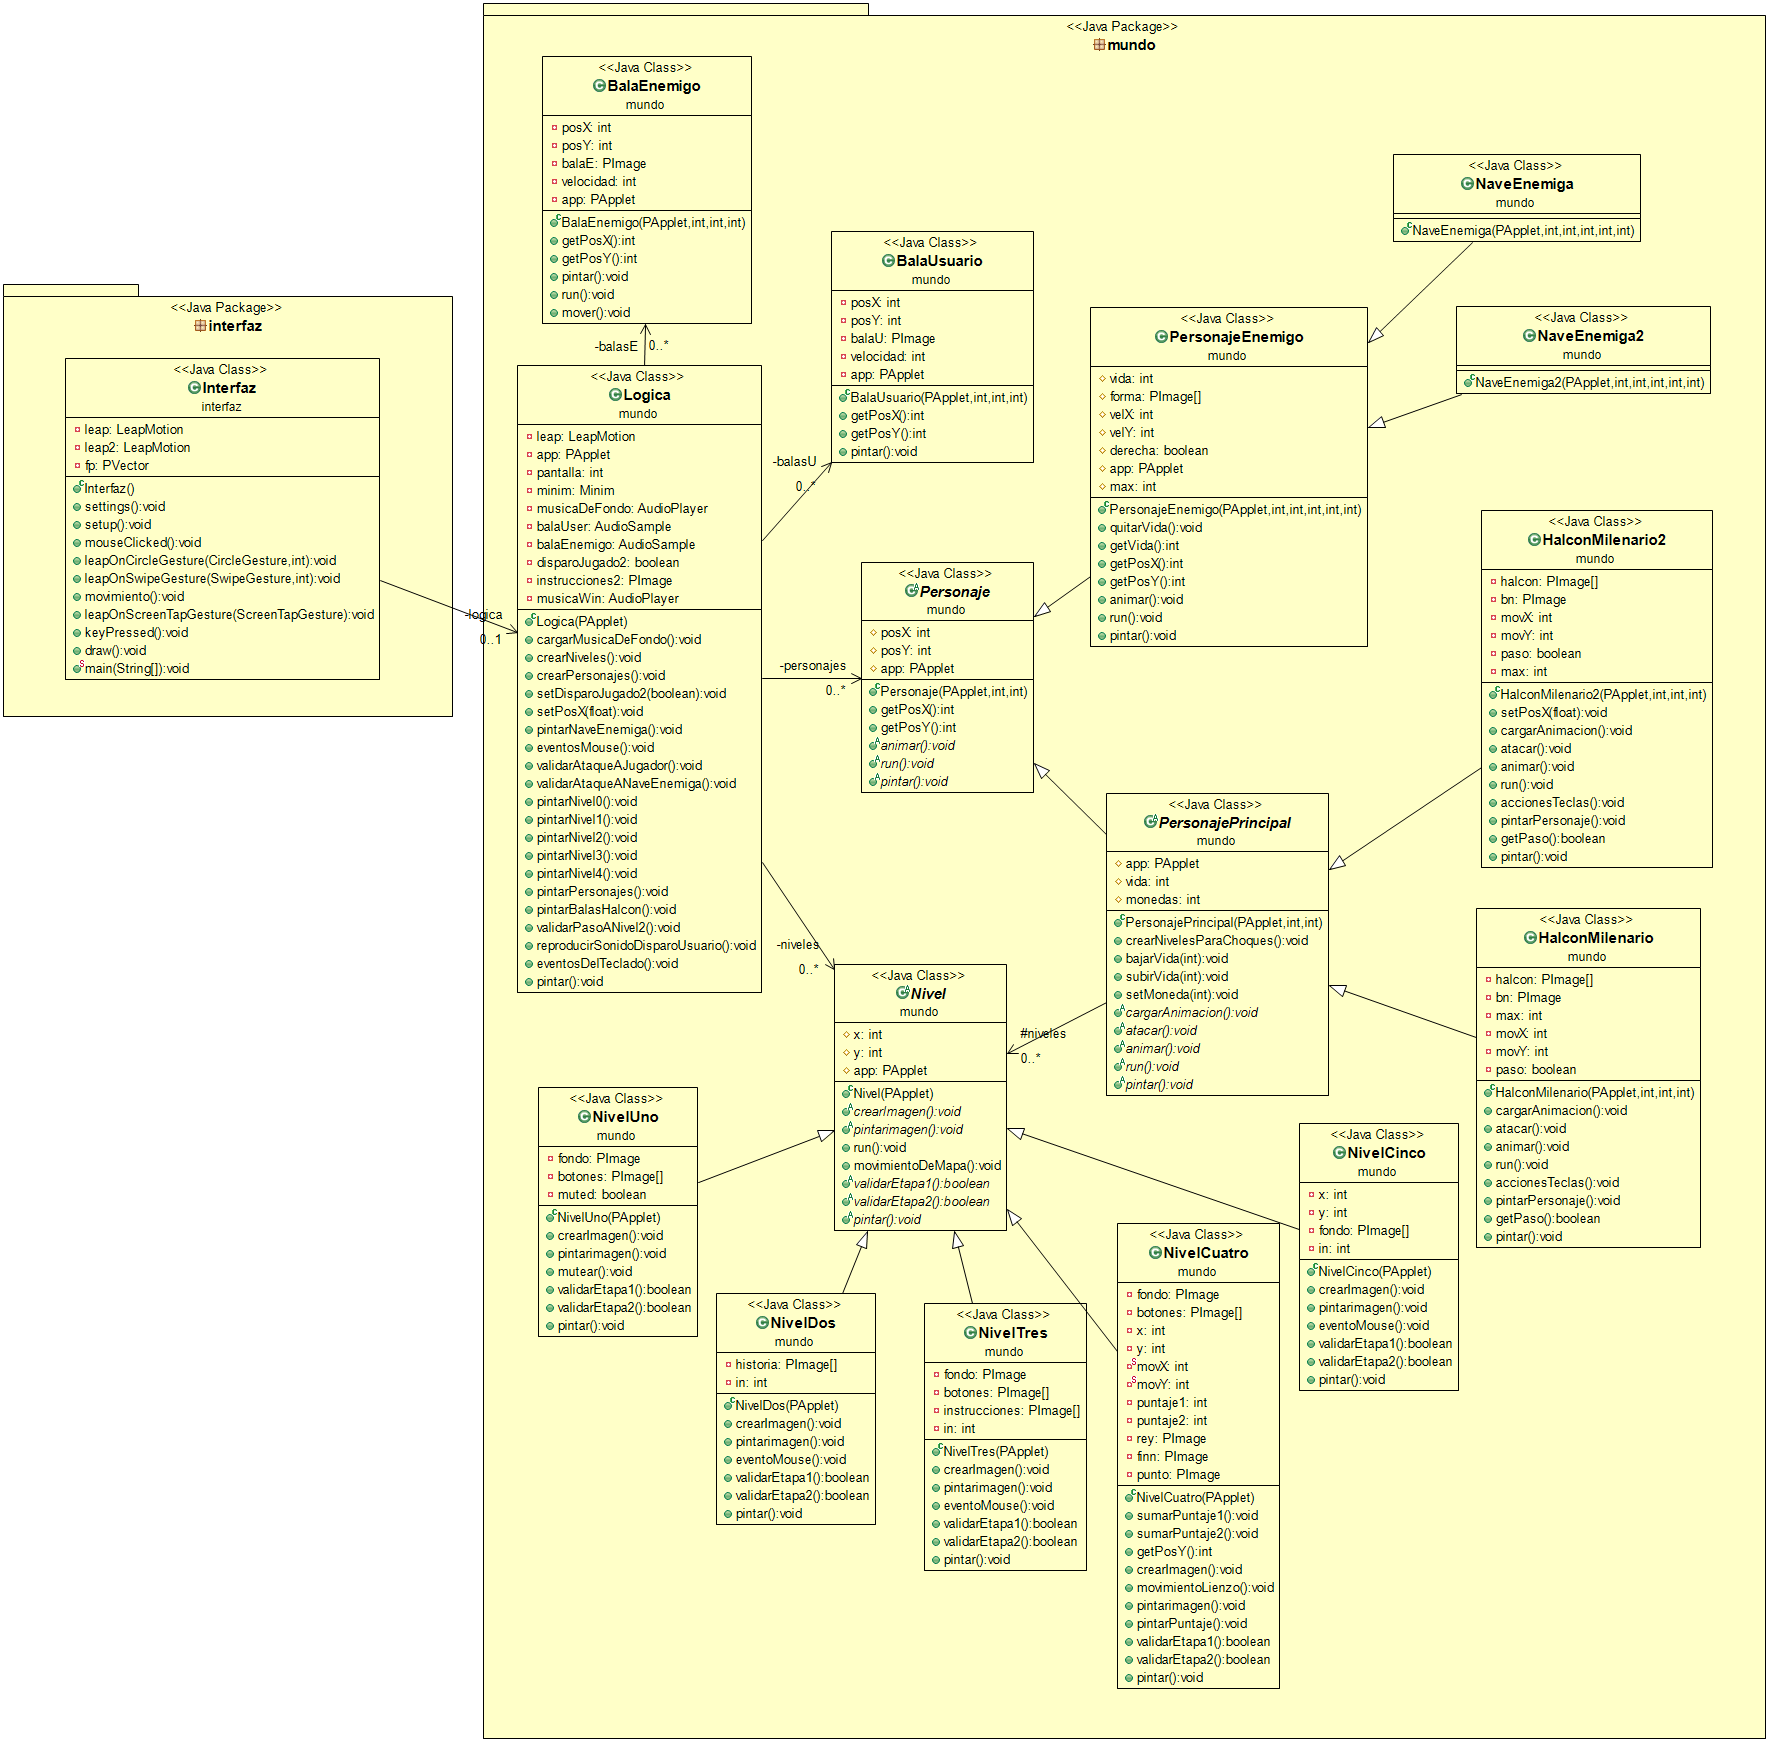 <<Java Package>>
mundo
<<Java Class>>
BalaEnemigo
mundo
posX: int
posY: int
balaE: PImage
velocidad: int
app: PApplet
BalaEnemigo(PApplet,int,int,int)
getPosX():int
getPosY():int
pintar():void
run():void
mover():void
-balasE
0..*
<<Java Class>>
BalaUsuario
mundo
posX: int
posY: int
balaU: PImage
velocidad: int
app: PApplet
BalaUsuario(PApplet,int,int,int)
getPosX():int
getPosY():int
pintar():void
-balasU
0..*
<<Java Class>>
NaveEnemiga
mundo
NaveEnemiga(PApplet,int,int,int,int,int)
<<Java Class>>
NaveEnemiga2
mundo
NaveEnemiga2(PApplet,int,int,int,int,int)
<<Java Class>>
PersonajeEnemigo
mundo
vida: int
forma: PImage[]
velX: int
velY: int
derecha: boolean
app: PApplet
max: int
PersonajeEnemigo(PApplet,int,int,int,int,int)
quitarVida():void
getVida():int
getPosX():int
getPosY():int
animar():void
run():void
pintar():void
<<Java Package>>
interfaz
<<Java Class>>
Interfaz
interfaz
leap: LeapMotion
leap2: LeapMotion
fp: PVector
Interfaz()
settings():void
setup():void
mouseClicked():void
leapOnCircleGesture(CircleGesture,int):void
leapOnSwipeGesture(SwipeGesture,int):void
movimiento():void
leapOnScreenTapGesture(ScreenTapGesture):void
keyPressed():void
draw():void
main(String[]):void
-logica
0..1
<<Java Class>>
Logica
mundo
leap: LeapMotion
app: PApplet
pantalla: int
minim: Minim
musicaDeFondo: AudioPlayer
balaUser: AudioSample
balaEnemigo: AudioSample
disparoJugado2: boolean
instrucciones2: PImage
musicaWin: AudioPlayer
Logica(PApplet)
cargarMusicaDeFondo():void
crearNiveles():void
crearPersonajes():void
setDisparoJugado2(boolean):void
setPosX(float):void
pintarNaveEnemiga():void
eventosMouse():void
validarAtaqueAJugador():void
validarAtaqueANaveEnemiga():void
pintarNivel0():void
pintarNivel1():void
pintarNivel2():void
pintarNivel3():void
pintarNivel4():void
pintarPersonajes():void
pintarBalasHalcon():void
validarPasoANivel2():void
reproducirSonidoDisparoUsuario():void
eventosDelTeclado():void
pintar():void
-personajes
0..*
<<Java Class>>
Personaje
mundo
posX: int
posY: int
app: PApplet
Personaje(PApplet,int,int)
getPosX():int
getPosY():int
animar():void
run():void
pintar():void
<<Java Class>>
HalconMilenario2
mundo
halcon: PImage[]
bn: PImage
movX: int
movY: int
paso: boolean
max: int
HalconMilenario2(PApplet,int,int,int)
setPosX(float):void
cargarAnimacion():void
atacar():void
animar():void
run():void
accionesTeclas():void
pintarPersonaje():void
getPaso():boolean
pintar():void
<<Java Class>>
PersonajePrincipal
mundo
app: PApplet
vida: int
monedas: int
PersonajePrincipal(PApplet,int,int)
crearNivelesParaChoques():void
bajarVida(int):void
subirVida(int):void
setMoneda(int):void
cargarAnimacion():void
atacar():void
animar():void
run():void
pintar():void
<<Java Class>>
HalconMilenario
mundo
halcon: PImage[]
bn: PImage
max: int
movX: int
movY: int
paso: boolean
HalconMilenario(PApplet,int,int,int)
cargarAnimacion():void
atacar():void
animar():void
run():void
accionesTeclas():void
pintarPersonaje():void
getPaso():boolean
pintar():void
-niveles
0..*
#niveles
0..*
<<Java Class>>
Nivel
mundo
x: int
y: int
app: PApplet
Nivel(PApplet)
crearImagen():void
pintarimagen():void
run():void
movimientoDeMapa():void
validarEtapa1():boolean
validarEtapa2():boolean
pintar():void
<<Java Class>>
NivelUno
mundo
fondo: PImage
botones: PImage[]
muted: boolean
NivelUno(PApplet)
crearImagen():void
pintarimagen():void
mutear():void
validarEtapa1():boolean
validarEtapa2():boolean
pintar():void
<<Java Class>>
NivelDos
mundo
historia: PImage[]
in: int
NivelDos(PApplet)
crearImagen():void
pintarimagen():void
eventoMouse():void
validarEtapa1():boolean
validarEtapa2():boolean
pintar():void
<<Java Class>>
NivelTres
mundo
fondo: PImage
botones: PImage[]
instrucciones: PImage[]
in: int
NivelTres(PApplet)
crearImagen():void
pintarimagen():void
eventoMouse():void
validarEtapa1():boolean
validarEtapa2():boolean
pintar():void
<<Java Class>>
NivelCuatro
mundo
fondo: PImage
botones: PImage[]
x: int
y: int
movX: int
movY: int
puntaje1: int
puntaje2: int
rey: PImage
finn: PImage
punto: PImage
NivelCuatro(PApplet)
sumarPuntaje1():void
sumarPuntaje2():void
getPosY():int
crearImagen():void
movimientoLienzo():void
pintarimagen():void
pintarPuntaje():void
validarEtapa1():boolean
validarEtapa2():boolean
pintar():void
<<Java Class>>
NivelCinco
mundo
x: int
y: int
fondo: PImage[]
in: int
NivelCinco(PApplet)
crearImagen():void
pintarimagen():void
eventoMouse():void
validarEtapa1():boolean
validarEtapa2():boolean
pintar():void